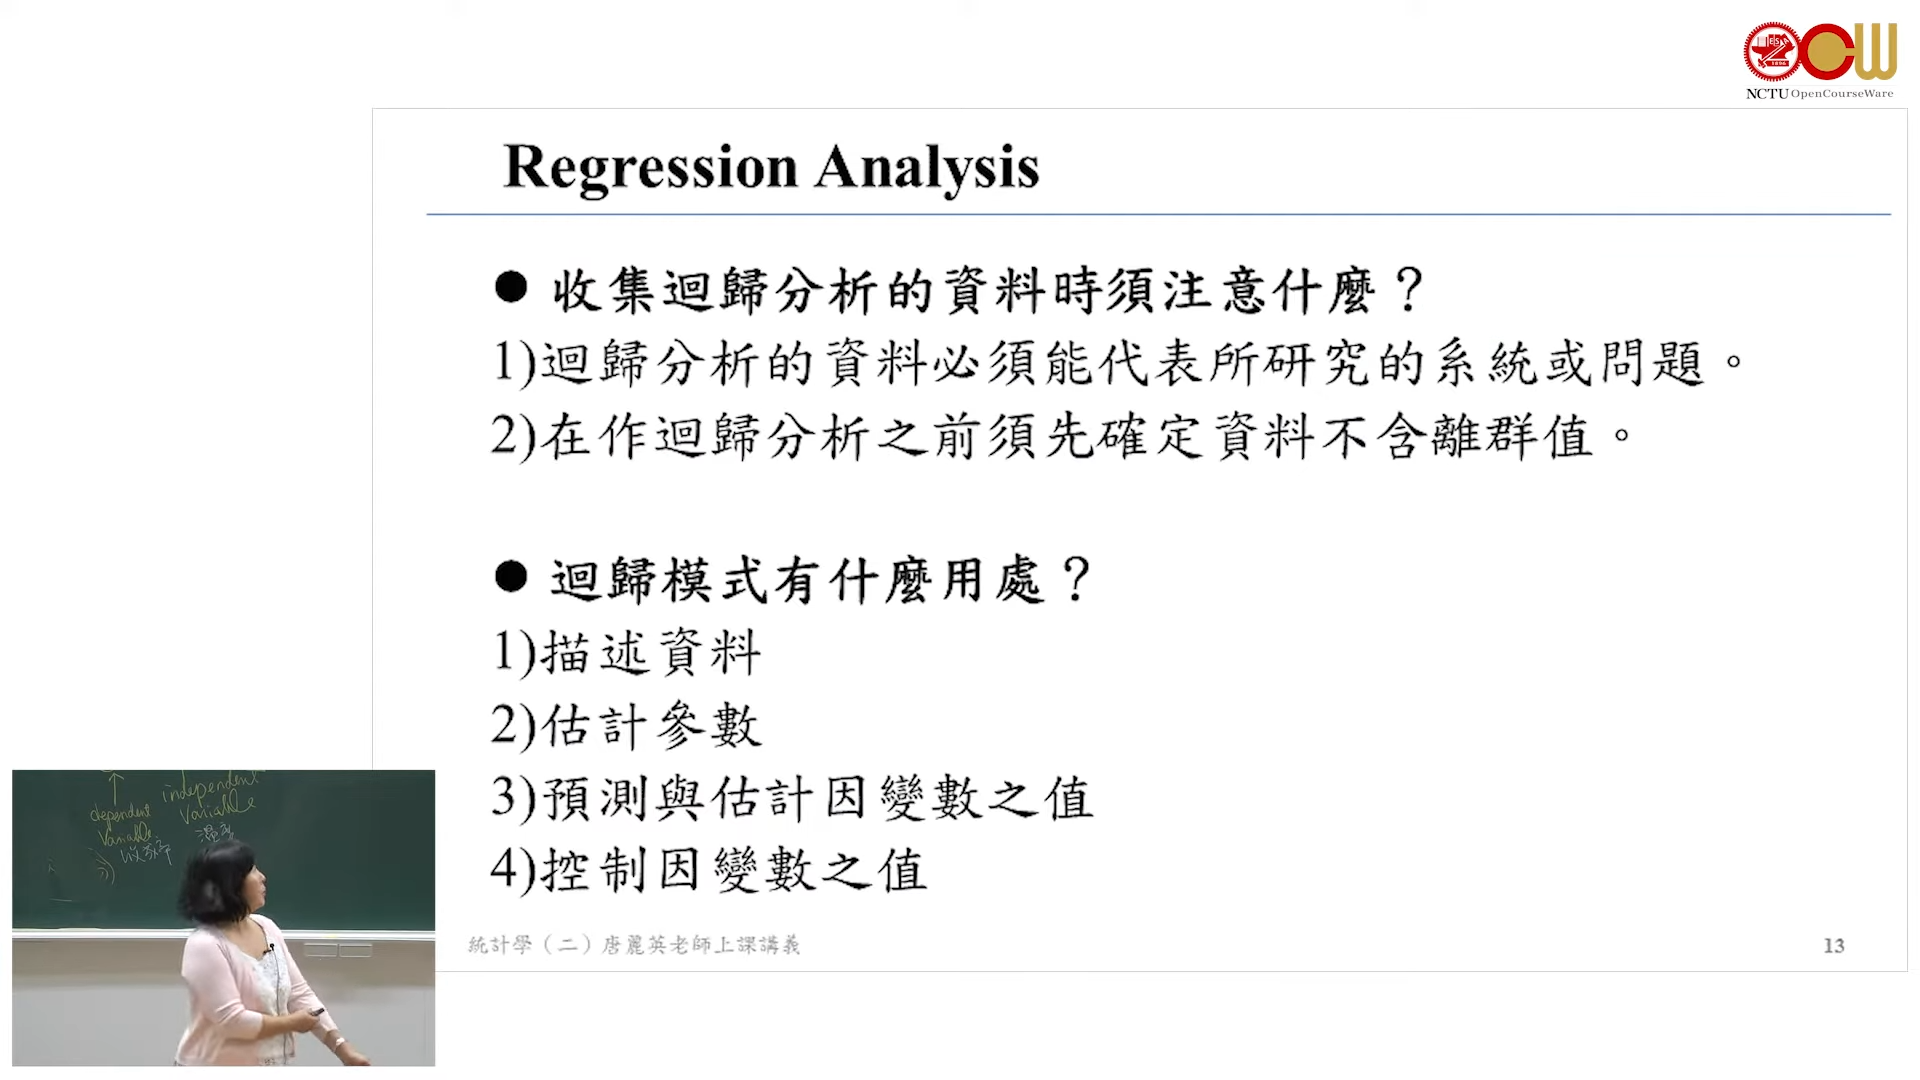 NCTU OpenCourseWare
Regression Analysis
● 收集迴歸分析的資料時須注意什麼？
1)迴歸分析的資料必須能代表所研究的系統或問題。
2)在作迴歸分析之前須先確定資料不含離群值。
● 迴歸模式有什麼用處？
1)描述資料
2)估計參數
3)預測與估計因變數之值
4)控制因變數之值
統計學（二）唐麗英老師上課講義
13
dependent
Variable
independent
Variable